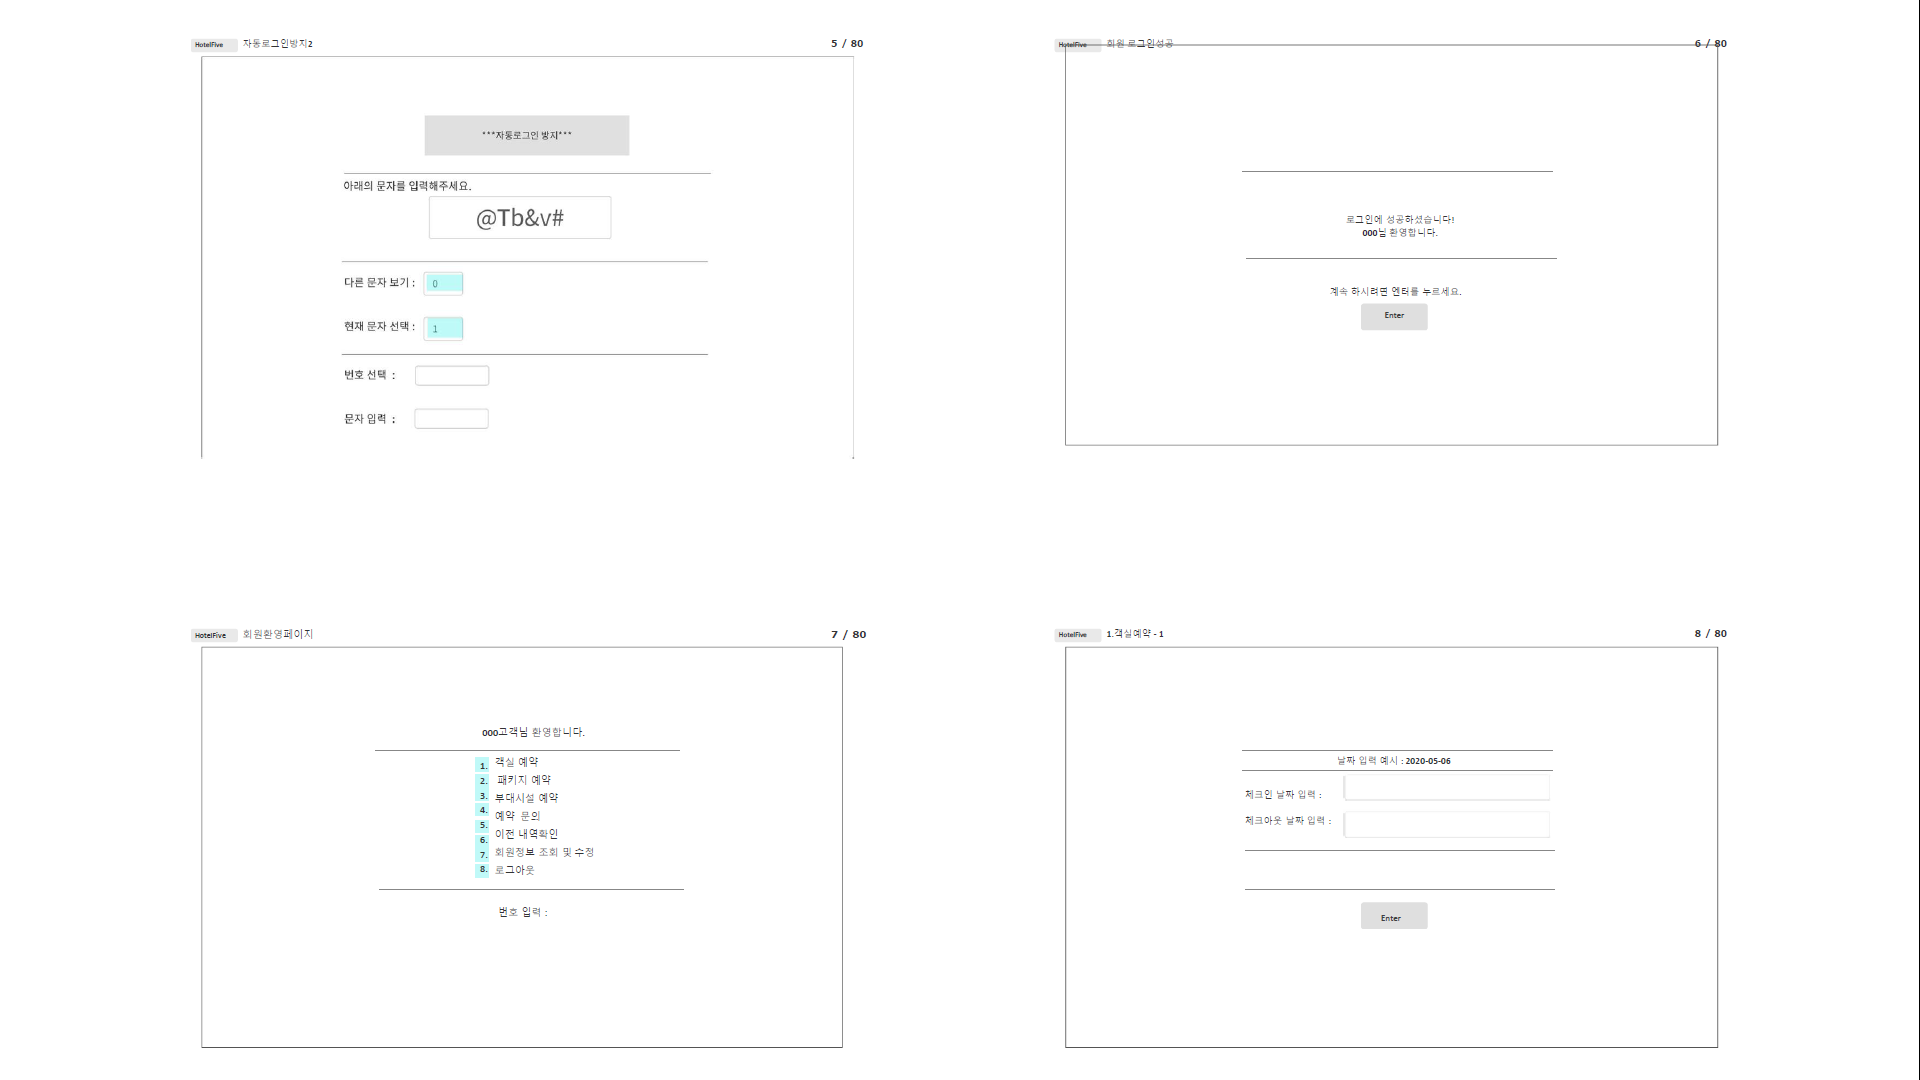 HotelFive 자동로그인방지2 5 / 80
***자동로그인 방지***
아래의 문자를 입력해주세요.
@Tb&v#
다른 문자 보기 : 0
현재 문자 선택 : 1
번호 선택 :
문자 입력 :
HotelFive 회원 로그인성공 6 / 80
로그인에 성공하셨습니다!
000님 환영합니다.
계속 하시려면 엔터를 누르세요.
Enter
HotelFive 회원환영페이지 7 / 80
000고객님 환영합니다.
1. 객실 예약
2. 패키지 예약
3. 부대시설 예약
4. 예약 문의
5. 이전 내역확인
6. 회원정보 조회 및 수정
7. 로그아웃
8.
번호 입력 :
HotelFive 1.객실예약 - 1 8 / 80
날짜 입력 예시 : 2020-05-06
체크인 날짜 입력 :
체크아웃 날짜 입력 :
Enter